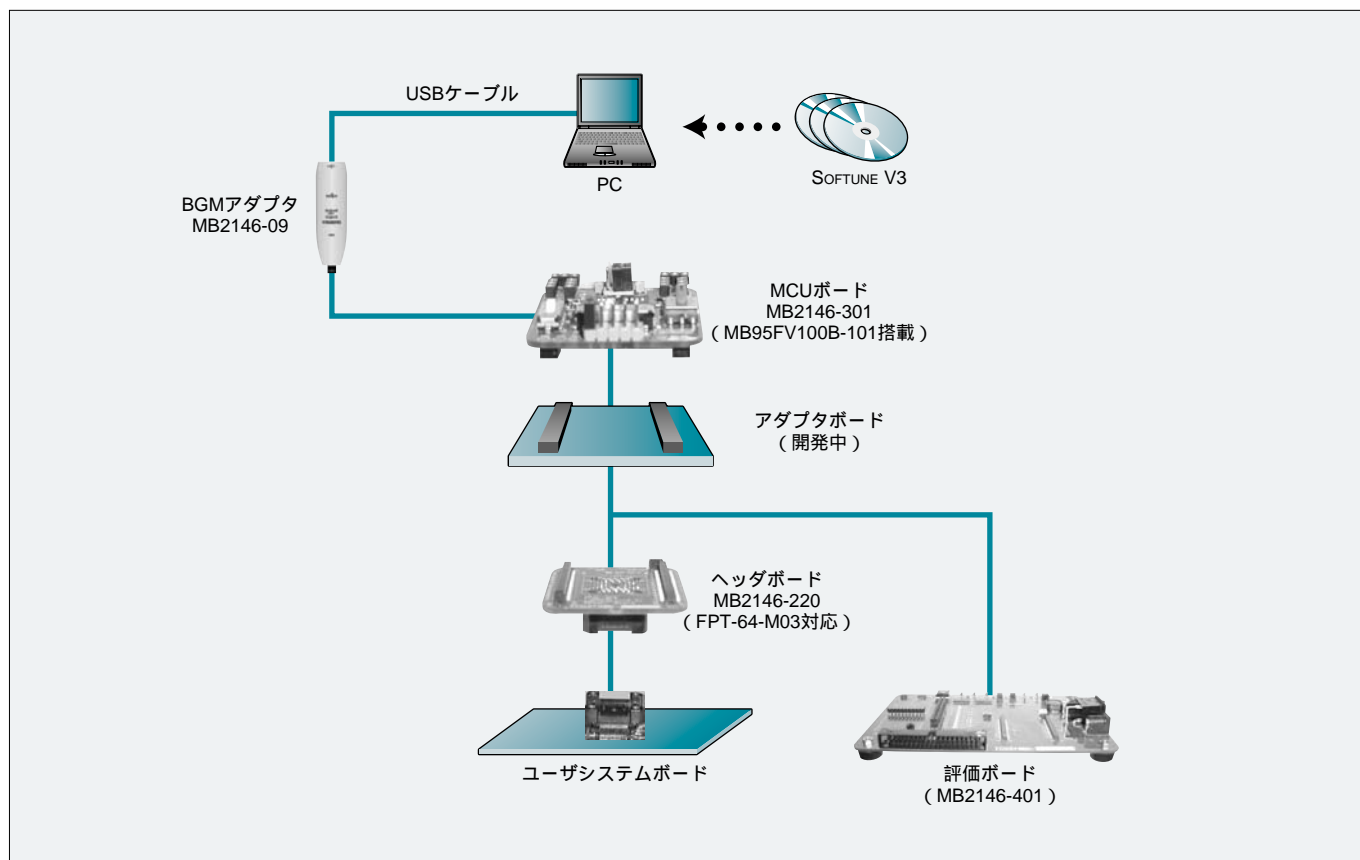 USBケーブル
PC
SOFTUNE V3
BGMアダプタ
MB2146-09
MCUボード
MB2146-301
（MB95FV100B-101搭載）
アダプタボード
（開発中）
ヘッダボード
MB2146-220
（FPT-64-M03対応）
ユーザシステムボード
評価ボード
（MB2146-401）